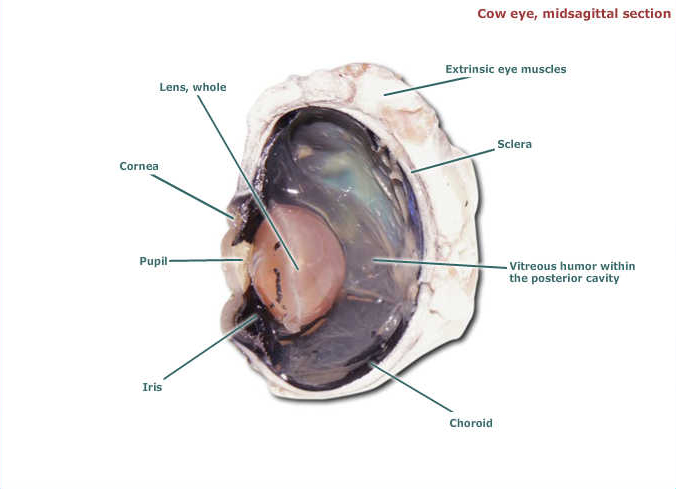 Cow eye, midsagittal section
Extrinsic eye muscles
Lens, whole
Sclera
Cornea
Pupil
Vitreous humor within
the posterior cavity
Iris
Choroid